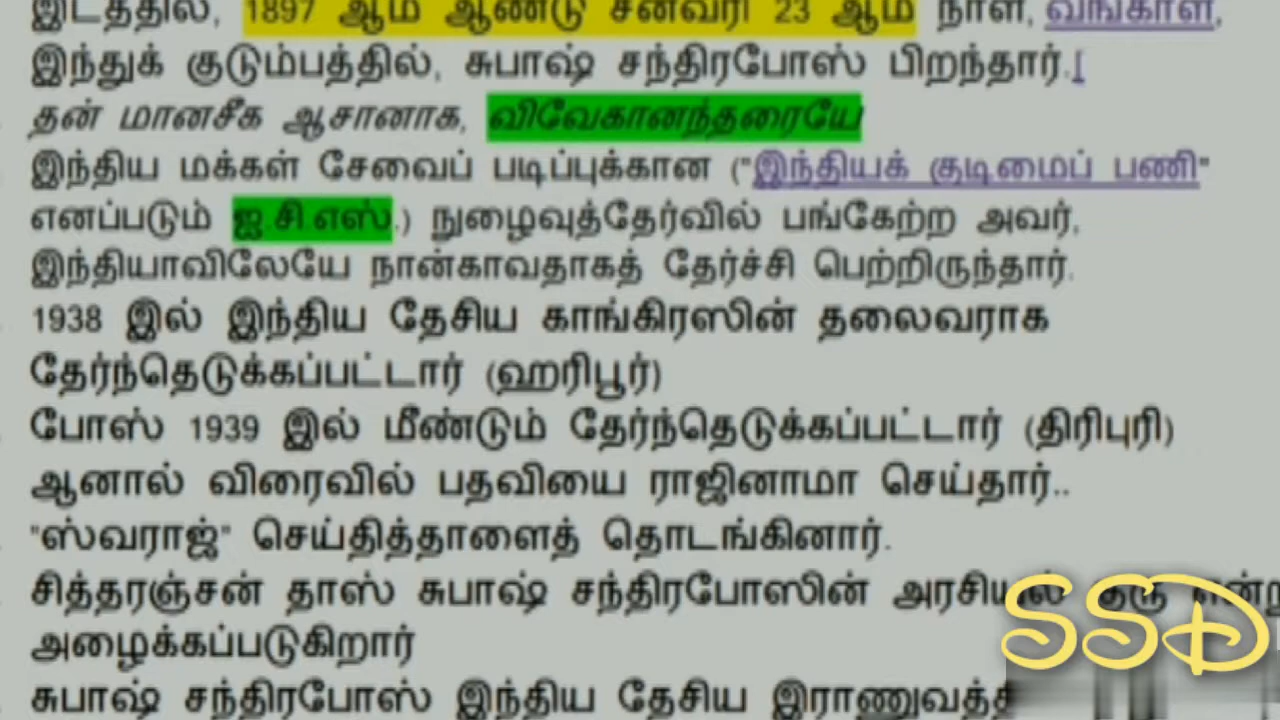 இடத்தில், 1897 ஆம் ஆண்டு சனவரி 23 ஆம் நாள், வங்காள,
இந்துக் குடும்பத்தில், சுபாஷ் சந்திரபோஸ் பிறந்தார்.[
தன் மானசீக ஆசானாக, விவேகானந்தரையே
இந்திய மக்கள் சேவைப் படிப்புக்கான ("இந்தியக் குடிமைப் பணி"
எனப்படும் ஐ.சி.எஸ்.) நுழைவுத்தேர்வில் பங்கேற்ற அவர்,
இந்தியாவிலேயே நான்காவதாகத் தேர்ச்சி பெற்றிருந்தார்.
1938 இல் இந்திய தேசிய காங்கிரஸின் தலைவராக
தேர்ந்தெடுக்கப்பட்டார் (ஹரிபூர்)
போஸ் 1939 இல் மீண்டும் தேர்ந்தெடுக்கப்பட்டார் (திரிபுரி)
ஆனால் விரைவில் பதவியை ராஜினாமா செய்தார்..
"ஸ்வராஜ்" செய்தித்தாளைத் தொடங்கினார்.
சித்தரஞ்சன் தாஸ் சுபாஷ் சந்திரபோஸின் அரசியல் குரு
அழைக்கப்படுகிறார்
சுபாஷ் சந்திரபோஸ் இந்திய தேசிய
SSD